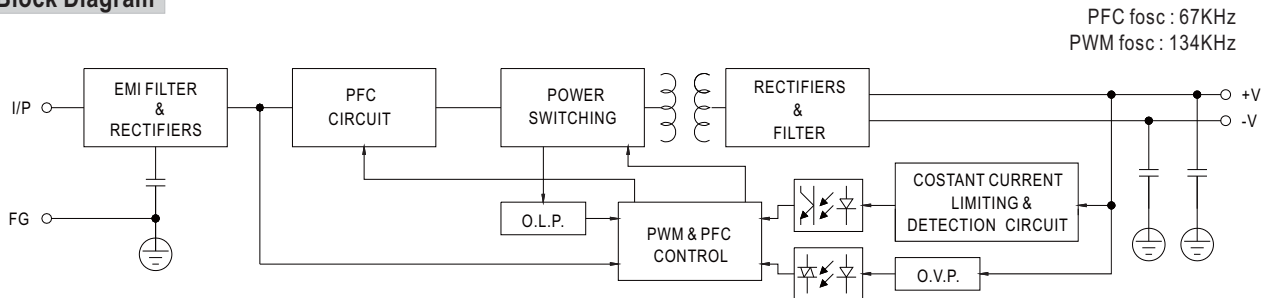 Block Diagram
PFC fosc : 67KHz
PWM fosc : 134KHz
I/P
EMI FILTER
&
RECTIFIERS
PFC
CIRCUIT
POWER
SWITCHING
RECTIFIERS
&
FILTER
+V
-V
FG
O.L.P.
PWM & PFC
CONTROL
COSTANT CURRENT
LIMITING &
DETECTION CIRCUIT
O.V.P.